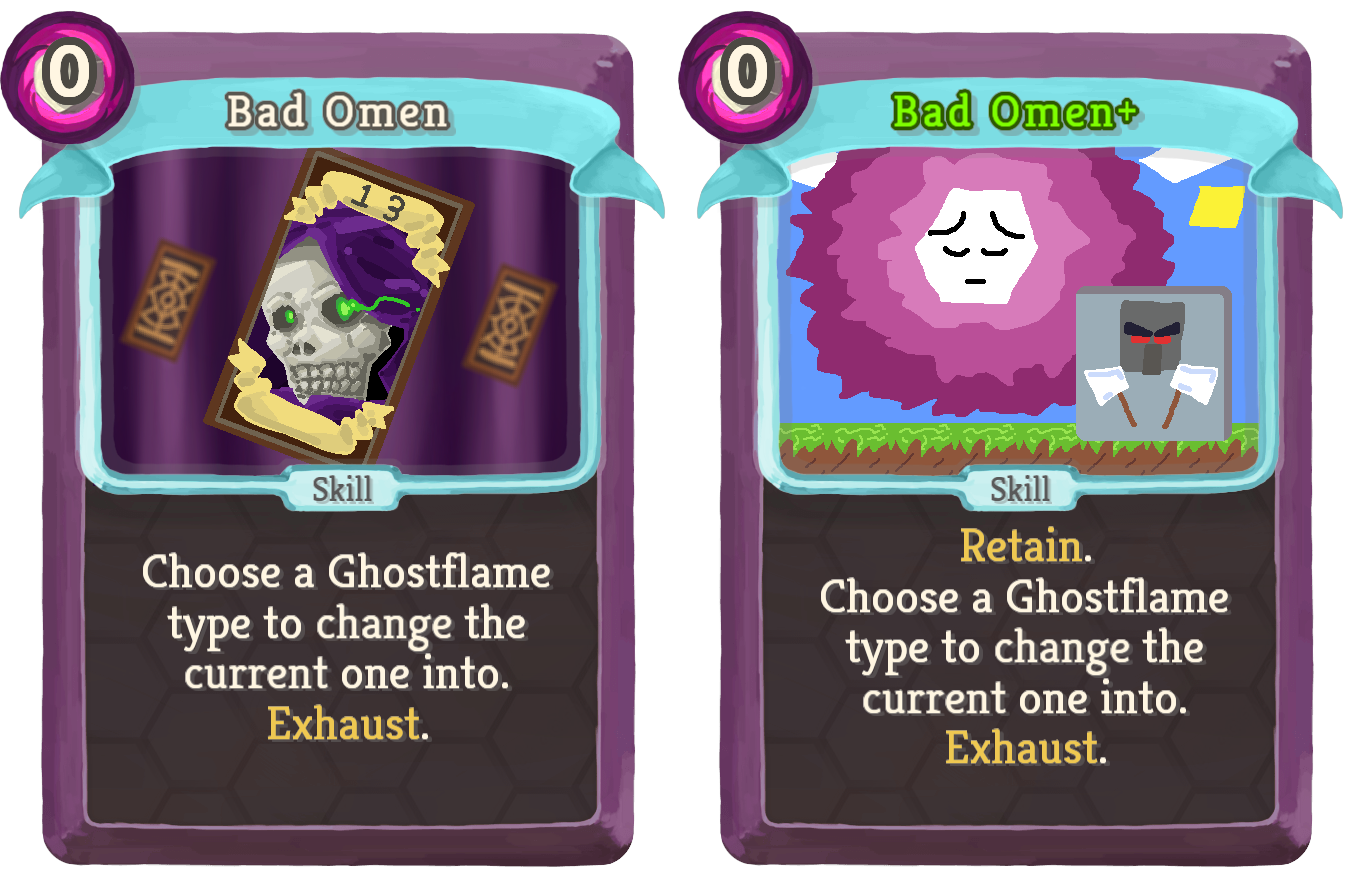 0
Bad Omen
13
Skill
Choose a Ghostflame
type to change the
current one into.
Exhaust.
0
Bad Omen+
Skill
Retain.
Choose a Ghostflame
type to change the
current one into.
Exhaust.